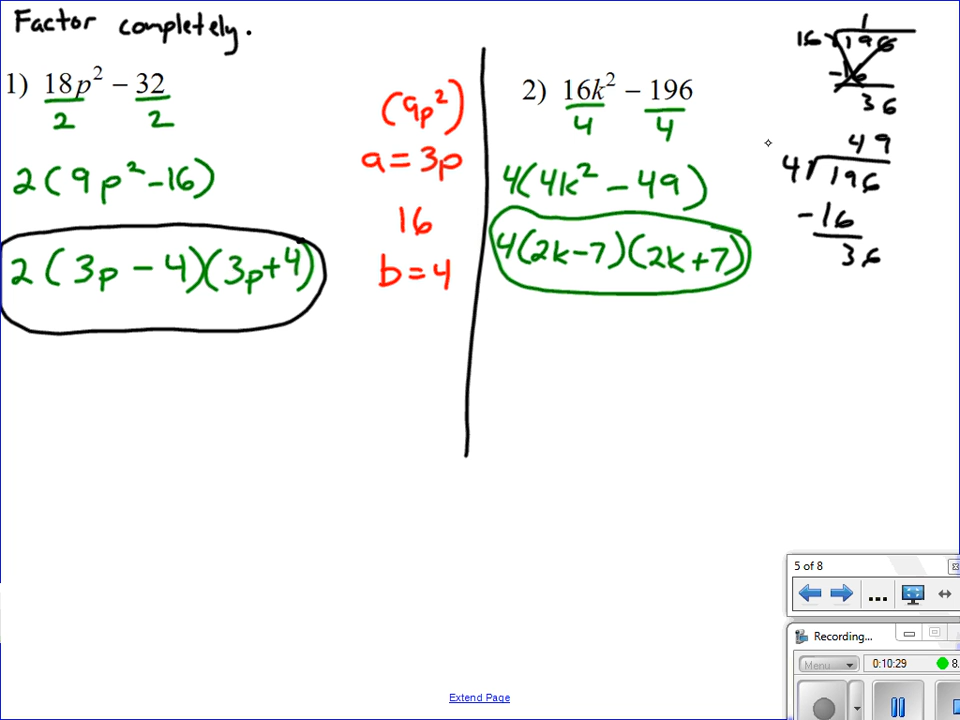 Factor completely.
1) 18p² − 32
2 2
2(9p² - 16)
2(3p - 4)(3p + 4)
(9p²)
a = 3p
16
b = 4
2) 16k² − 196
4 4
4(4k² - 49)
4(2k - 7)(2k + 7)
1
16 196
-16
36
49
4 196
-16
36
5 of 8
...
Recording...
Menu
0:10:29
8.
Extend Page